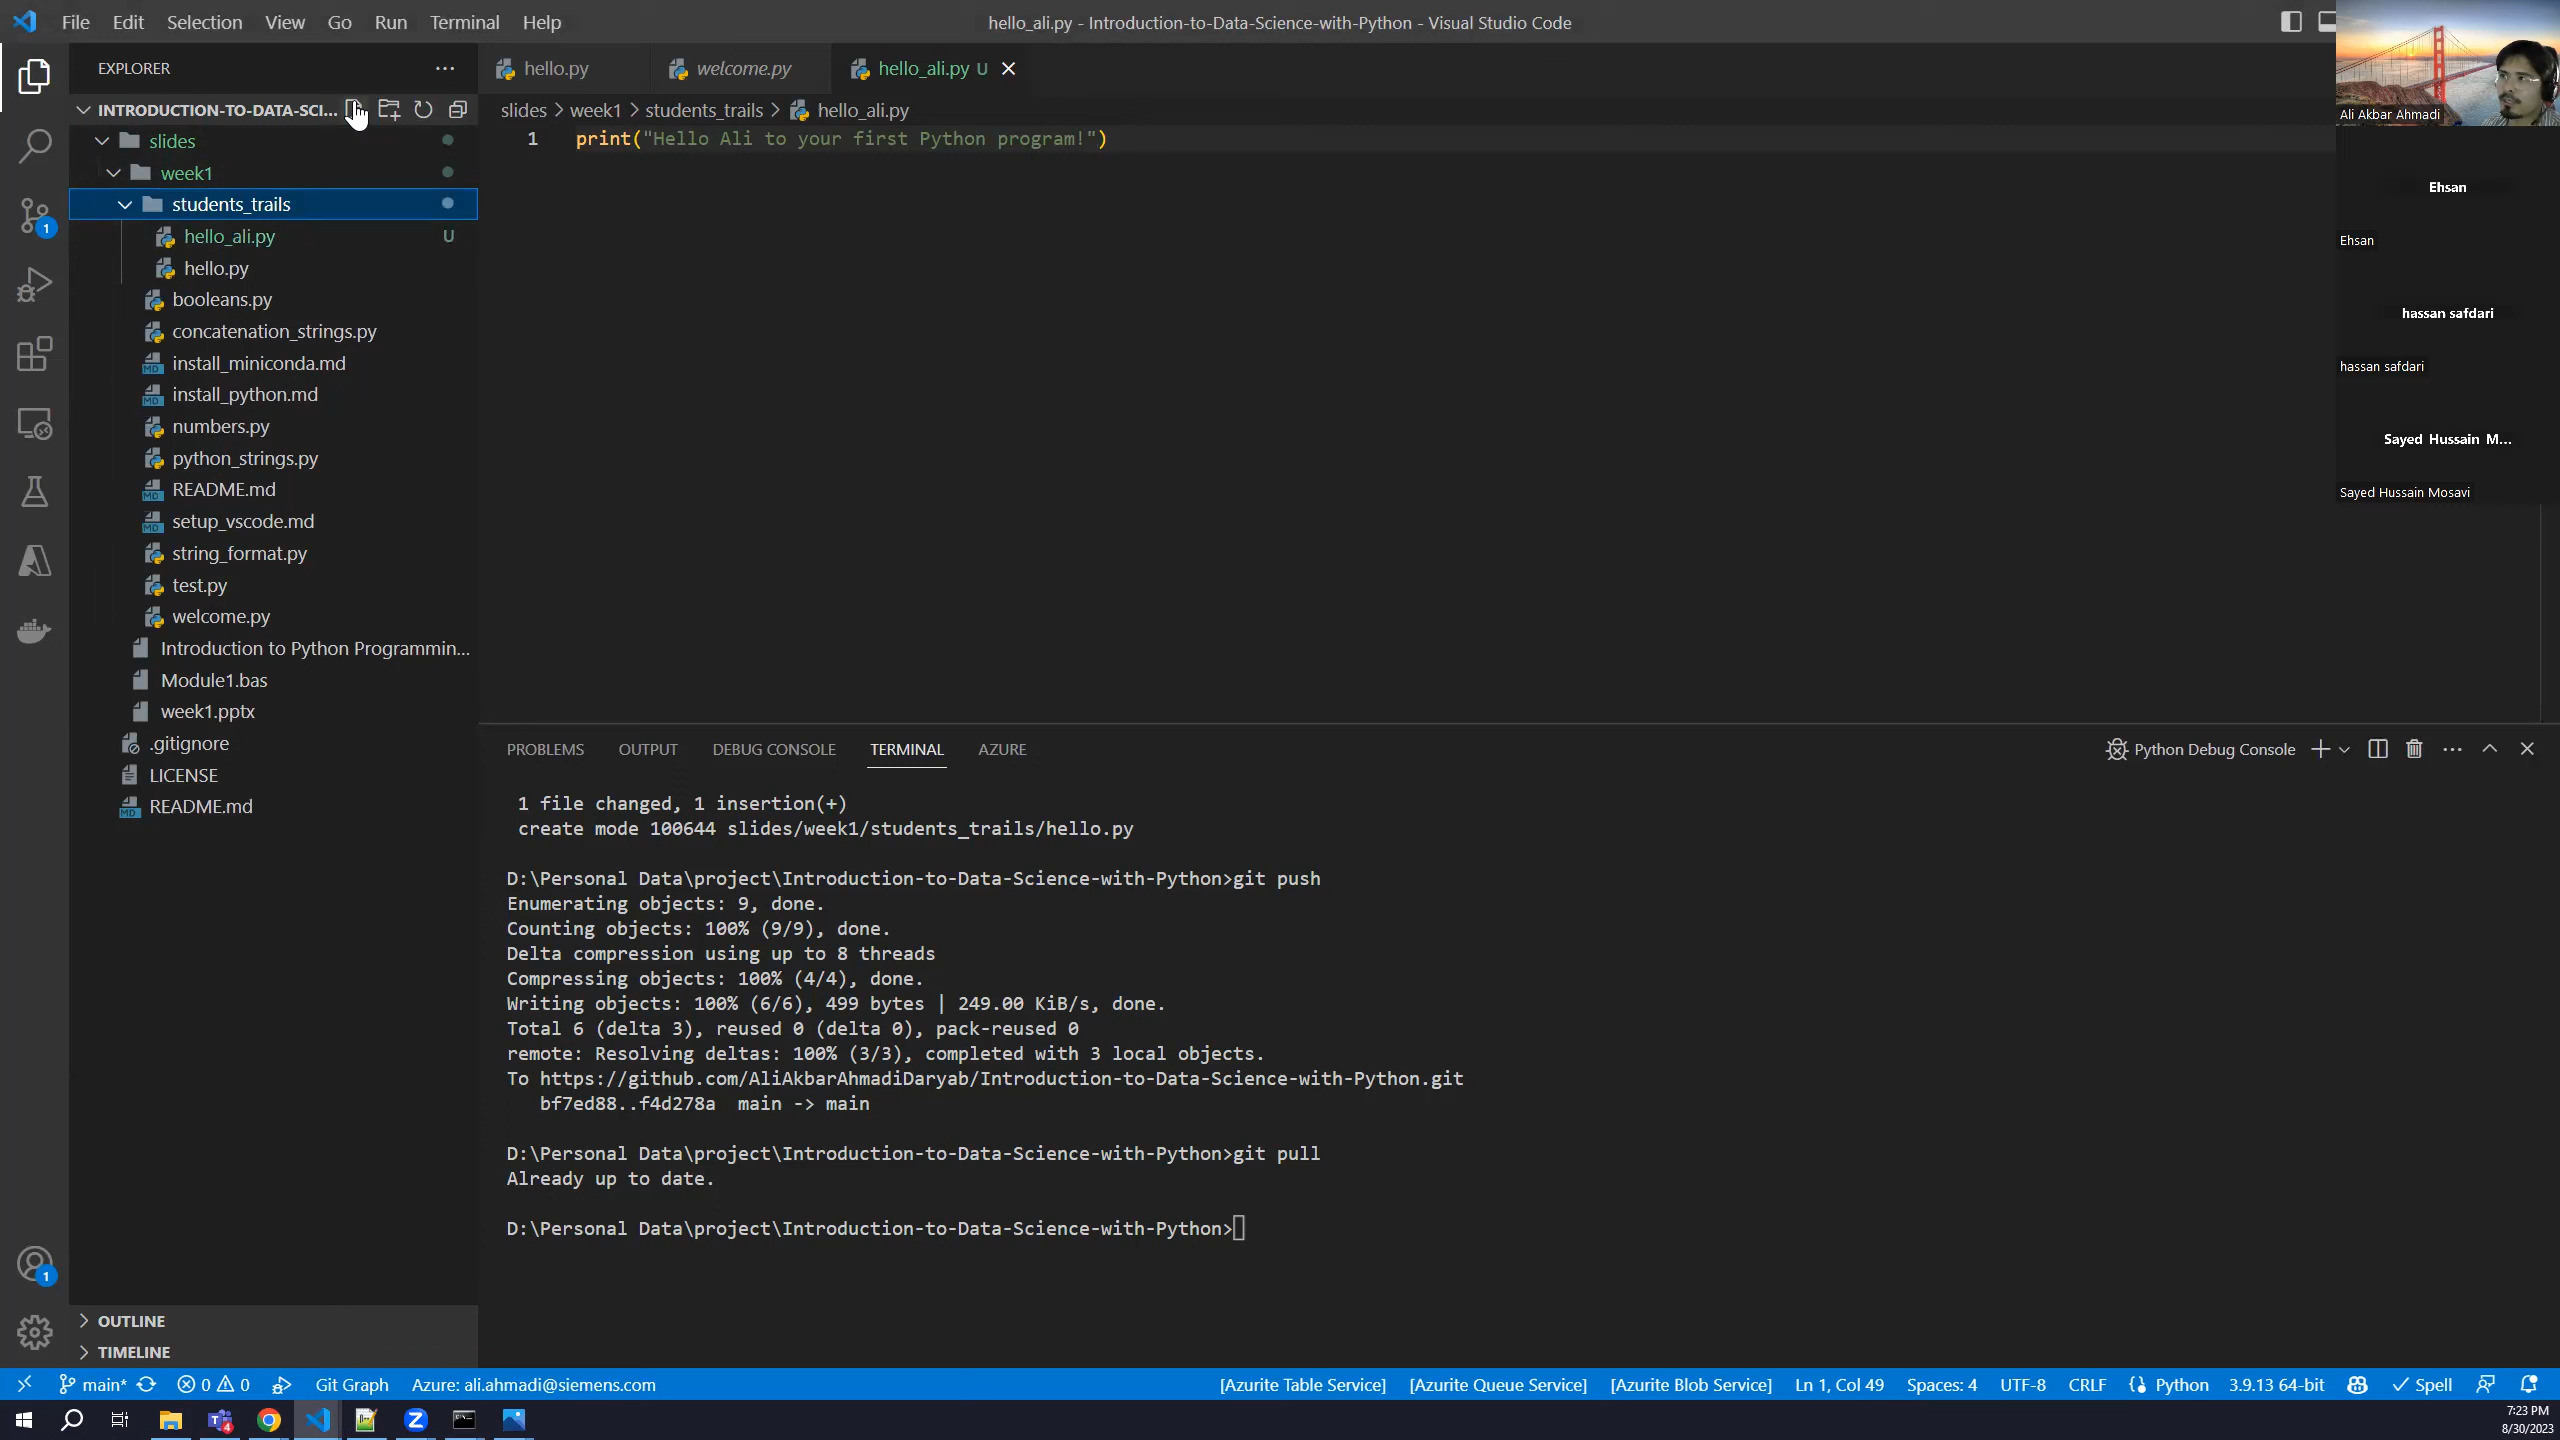 File Edit Selection View Go Run Terminal Help
hello_ali.py - Introduction-to-Data-Science-with-Python - Visual Studio Code
EXPLORER
INTRODUCTION-TO-DATA-SCI...
slides
week1
students_trails
hello_ali.py U
hello.py
booleans.py
concatenation_strings.py
install_miniconda.md
install_python.md
numbers.py
python_strings.py
README.md
setup_vscode.md
string_format.py
test.py
welcome.py
Introduction to Python Programmin...
Module1.bas
week1.pptx
.gitignore
LICENSE
README.md
OUTLINE
TIMELINE
hello.py welcome.py hello_ali.py U
slides > week1 > students_trails > hello_ali.py
1 print("Hello Ali to your first Python program!")
Ali Akbar Ahmadi
Ehsan
Ehsan
hassan safdari
hassan safdari
Sayed Hussain M...
Sayed Hussain Mosavi
PROBLEMS OUTPUT DEBUG CONSOLE TERMINAL AZURE
Python Debug Console
1 file changed, 1 insertion(+)
create mode 100644 slides/week1/students_trails/hello.py
D:\Personal Data\project\Introduction-to-Data-Science-with-Python>git push
Enumerating objects: 9, done.
Counting objects: 100% (9/9), done.
Delta compression using up to 8 threads
Compressing objects: 100% (4/4), done.
Writing objects: 100% (6/6), 499 bytes | 249.00 KiB/s, done.
Total 6 (delta 3), reused 0 (delta 0), pack-reused 0
remote: Resolving deltas: 100% (3/3), completed with 3 local objects.
To https://github.com/AliAkbarAhmadiDaryab/Introduction-to-Data-Science-with-Python.git
bf7ed88..f4d278a main -> main
D:\Personal Data\project\Introduction-to-Data-Science-with-Python>git pull
Already up to date.
D:\Personal Data\project\Introduction-to-Data-Science-with-Python>
1
1
main* 0 0 Git Graph Azure: ali.ahmadi@siemens.com
[Azurite Table Service] [Azurite Queue Service] [Azurite Blob Service] Ln 1, Col 49 Spaces: 4 UTF-8 CRLF Python 3.9.13 64-bit Spell
4
7:23 PM
8/30/2023